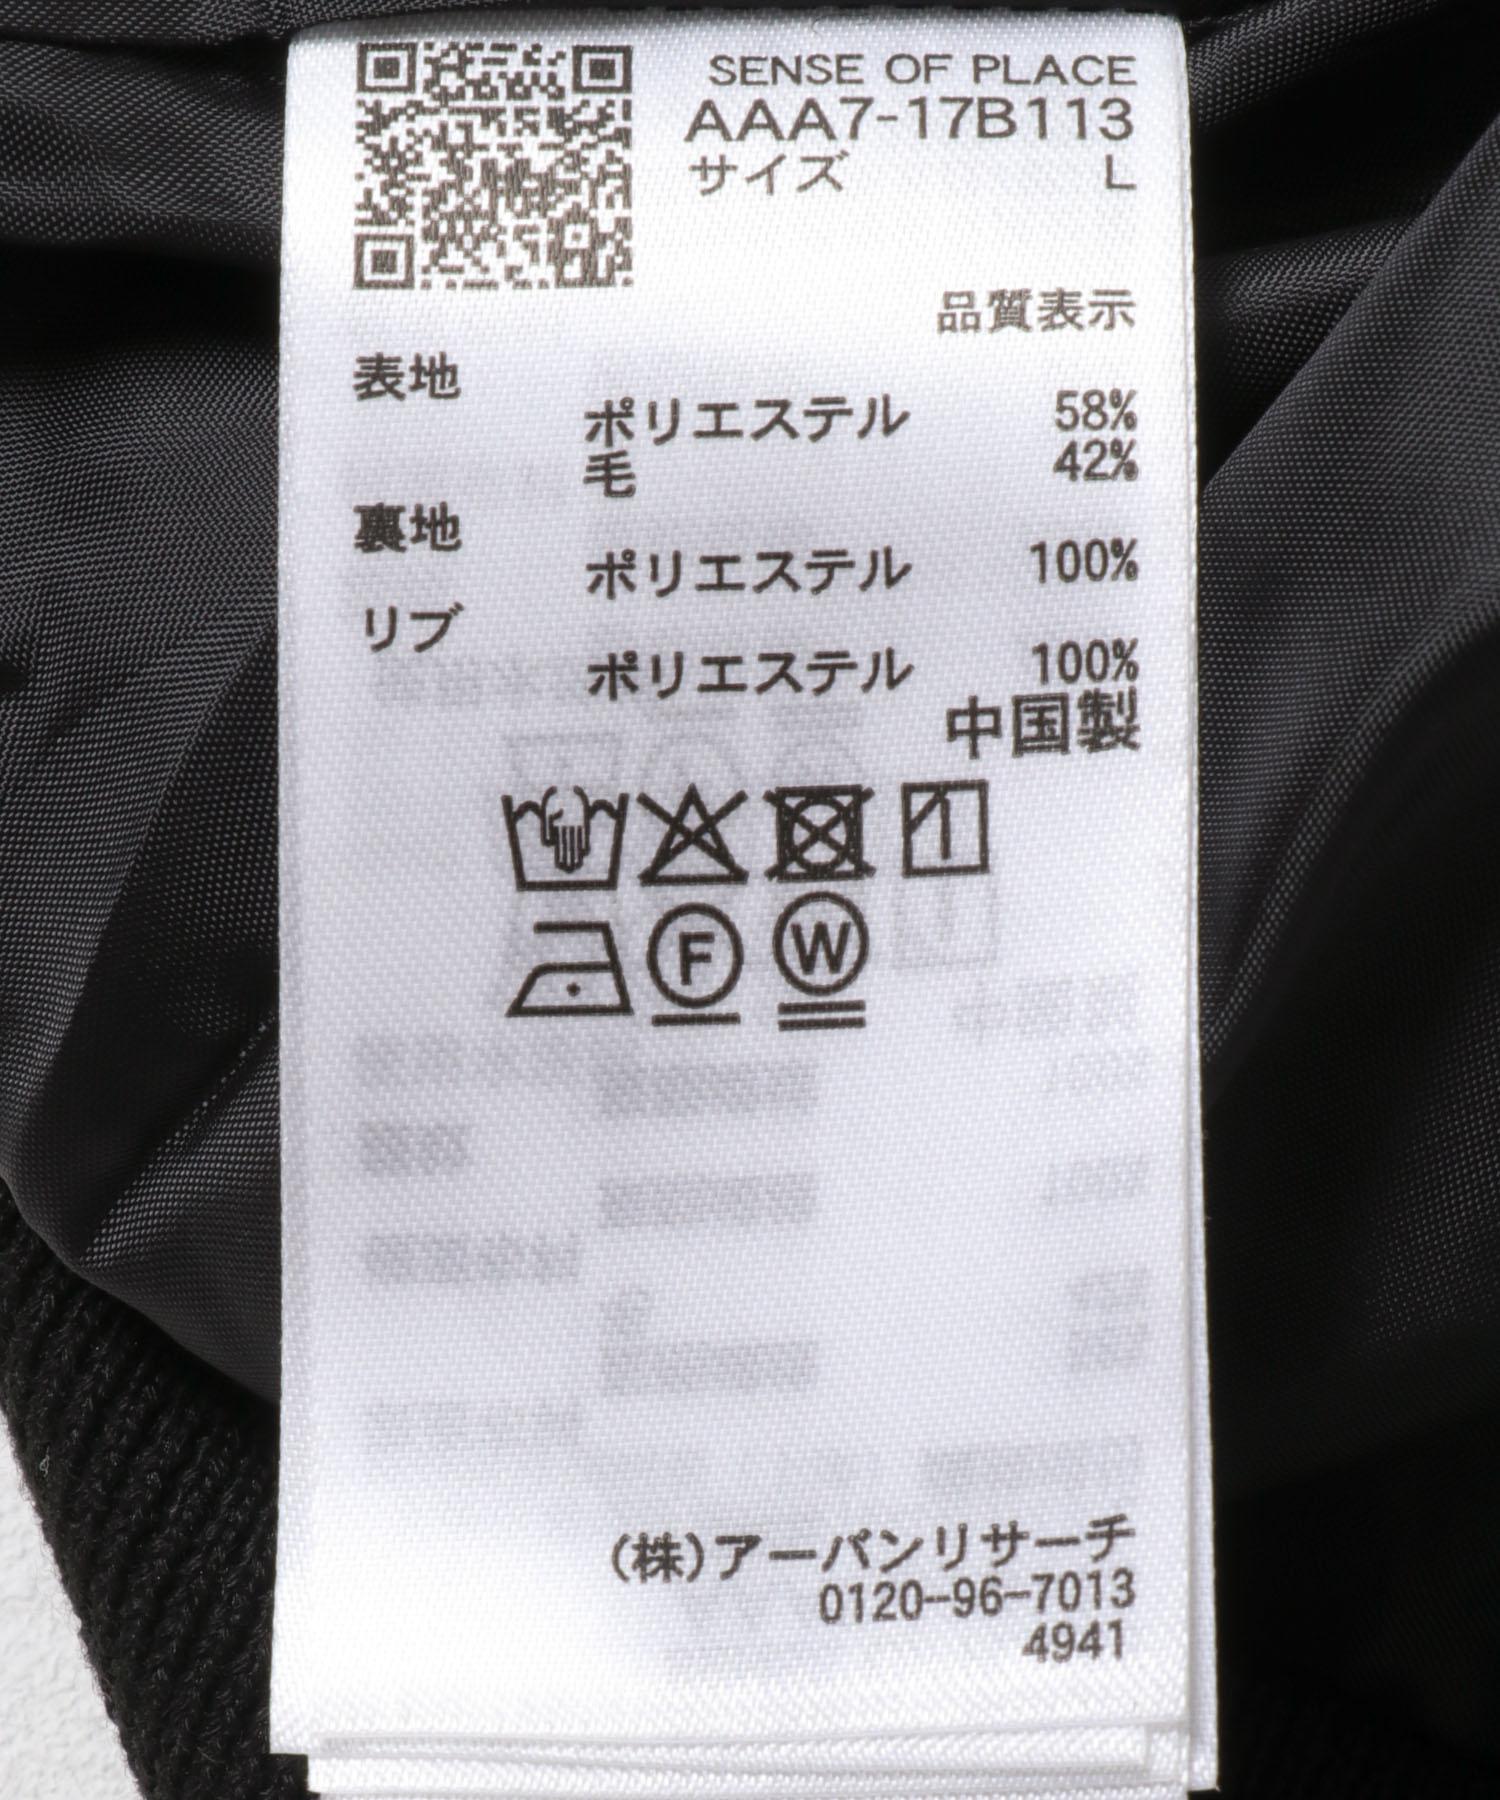 SENSE OF PLACE
AAA7-17B113
サイズ L
品質表示
表地
ポリエステル 58%
毛 42%
裏地
ポリエステル 100%
リブ
ポリエステル 100%
中国製
F W
(株)アーバンリサーチ
0120-96-7013
4941